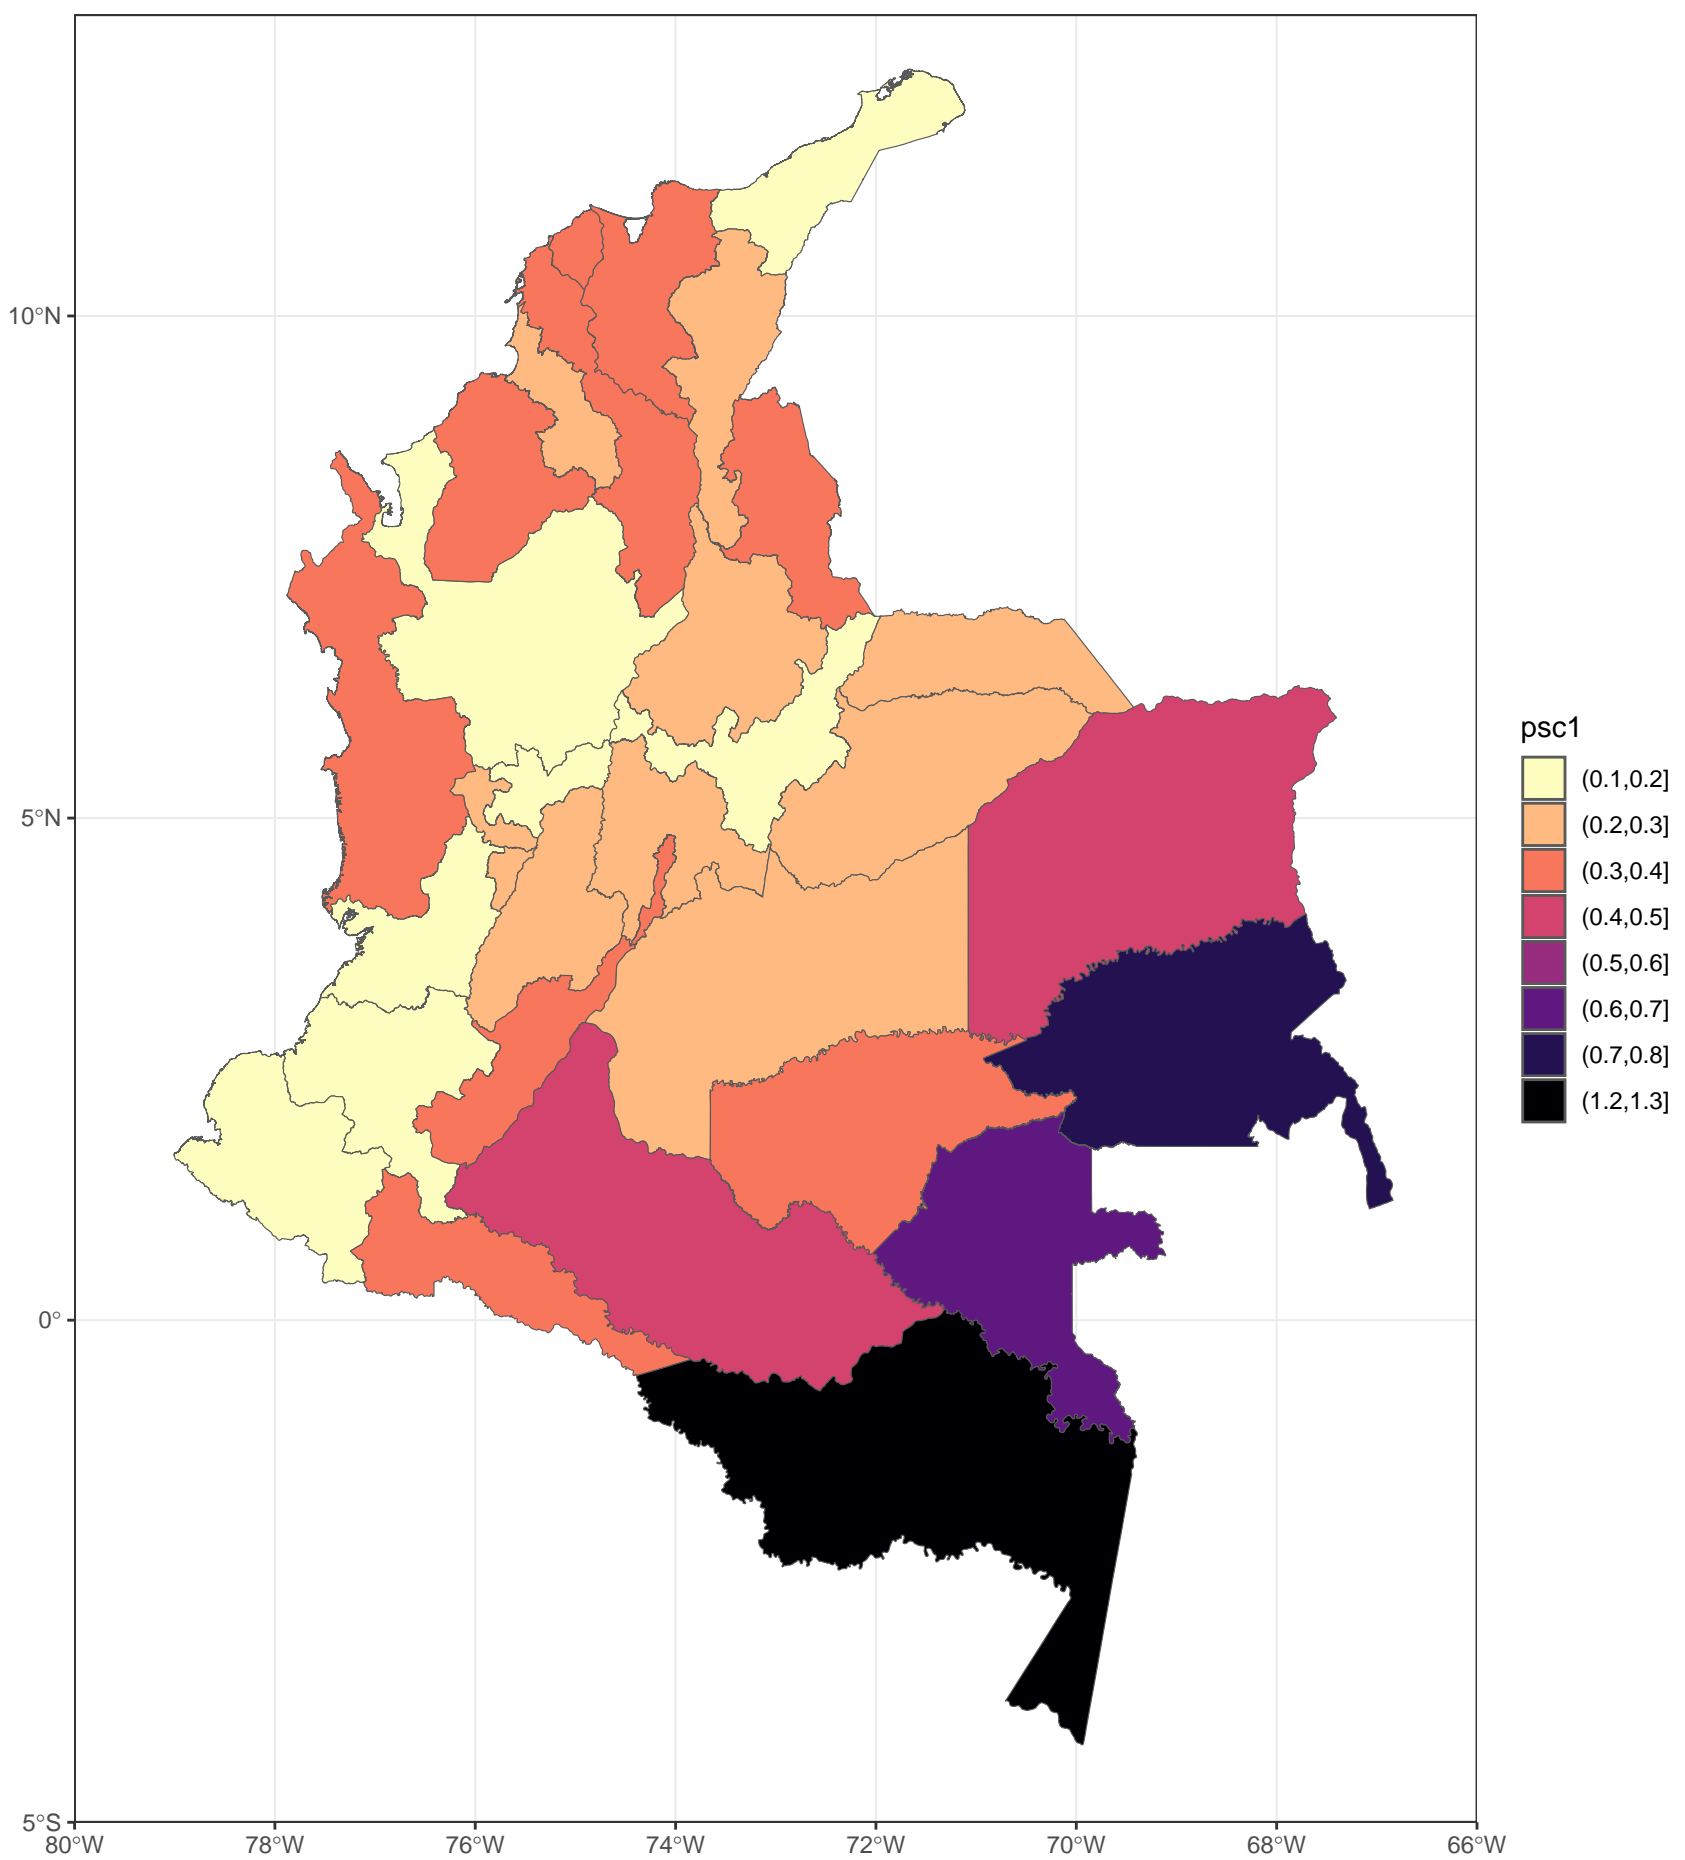 10°N
5°N
0°
5°S
80°W
78°W
76°W
74°W
72°W
70°W
68°W
66°W
psc1
(0.1,0.2]
(0.2,0.3]
(0.3,0.4]
(0.4,0.5]
(0.5,0.6]
(0.6,0.7]
(0.7,0.8]
(1.2,1.3]